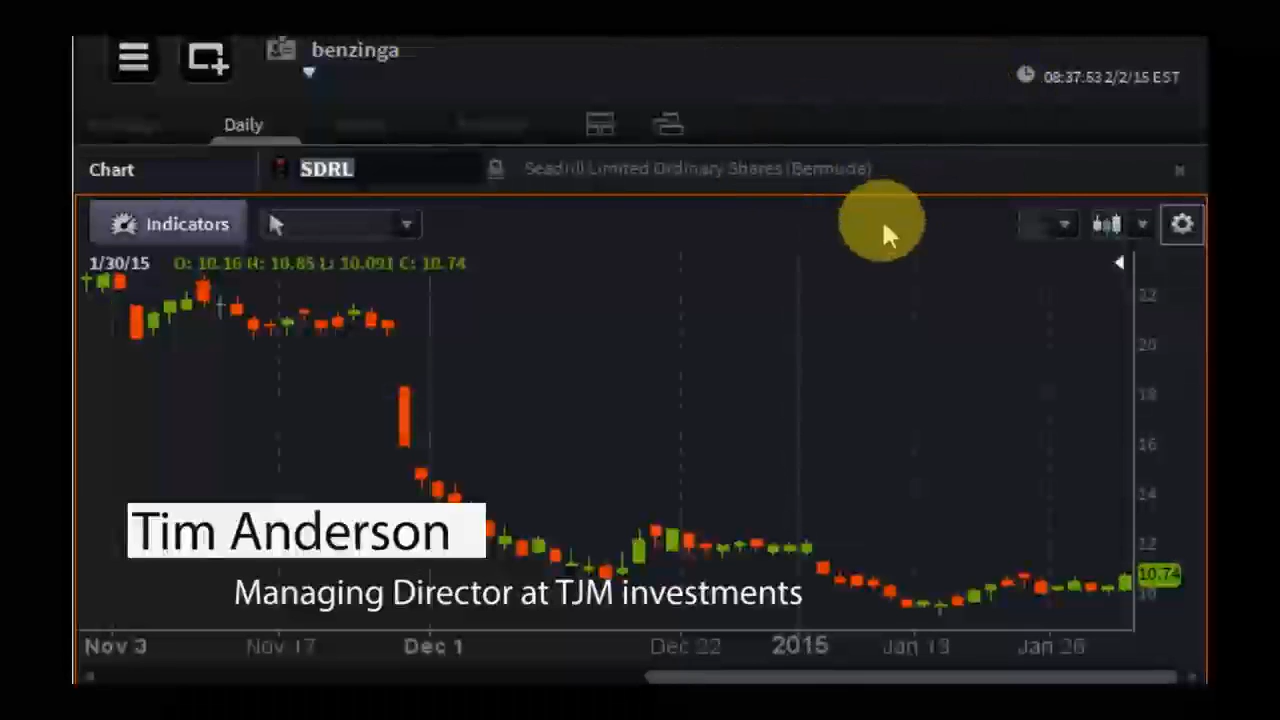 benzinga
08:37:53 2/2/15 EST
Daily
Chart
SDRL
Seadrill Limited Ordinary Shares (Bermuda)
Indicators
1/30/15 O: 10.16 H: 10.85 L: 10.091 C: 10.74
22
20
18
16
14
12
10.74
10
Tim Anderson
Managing Director at TJM investments
Nov 3
Nov 17
Dec 1
Dec 22
2015
Jan 13
Jan 26